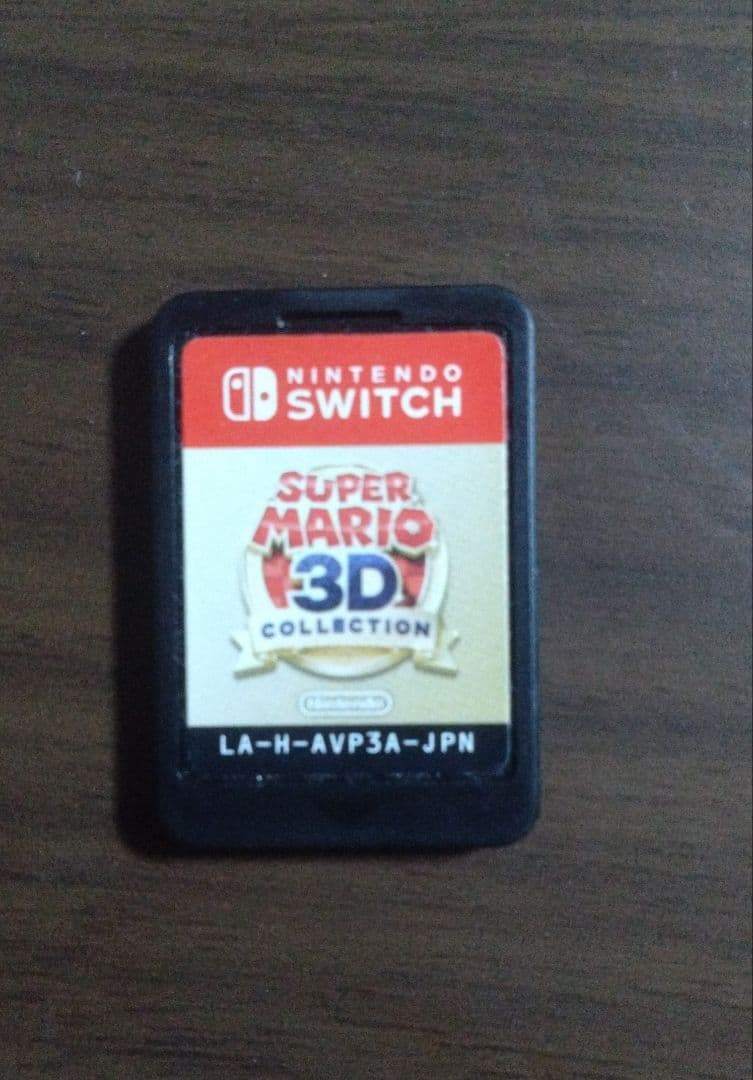 NINTENDO
SWITCH
SUPER
MARIO
3D
COLLECTION
Nintendo
LA-H-AVP3A-JPN